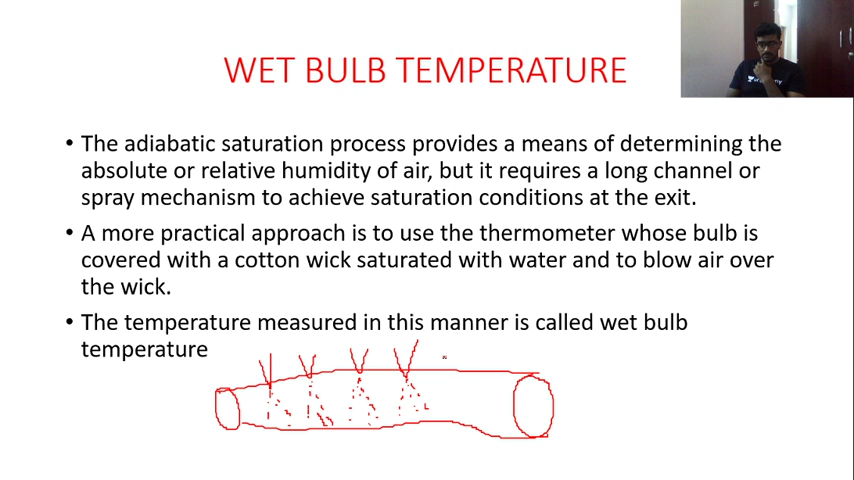 WET BULB TEMPERATURE
• The adiabatic saturation process provides a means of determining the
absolute or relative humidity of air, but it requires a long channel or
spray mechanism to achieve saturation conditions at the exit.
• A more practical approach is to use the thermometer whose bulb is
covered with a cotton wick saturated with water and to blow air over
the wick.
• The temperature measured in this manner is called wet bulb
temperature